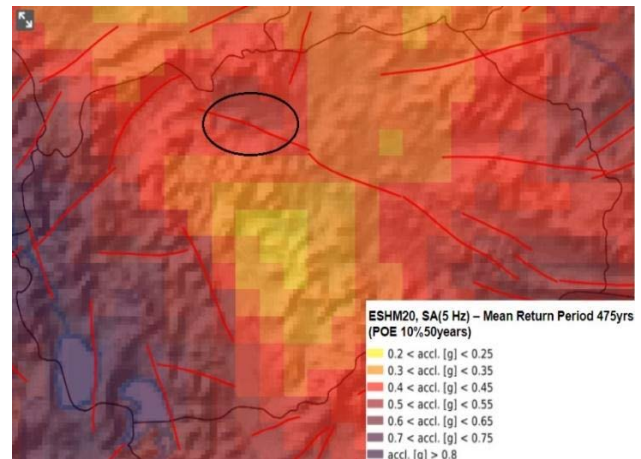 ESHM20, SA(5 Hz) – Mean Return Period 475yrs
(POE 10%50years)
0.2 < accl. [g] < 0.25
0.3 < accl. [g] < 0.35
0.4 < accl. [g] < 0.45
0.5 < accl. [g] < 0.55
0.6 < accl. [g] < 0.65
0.7 < accl. [g] < 0.75
accl. [g] > 0.8